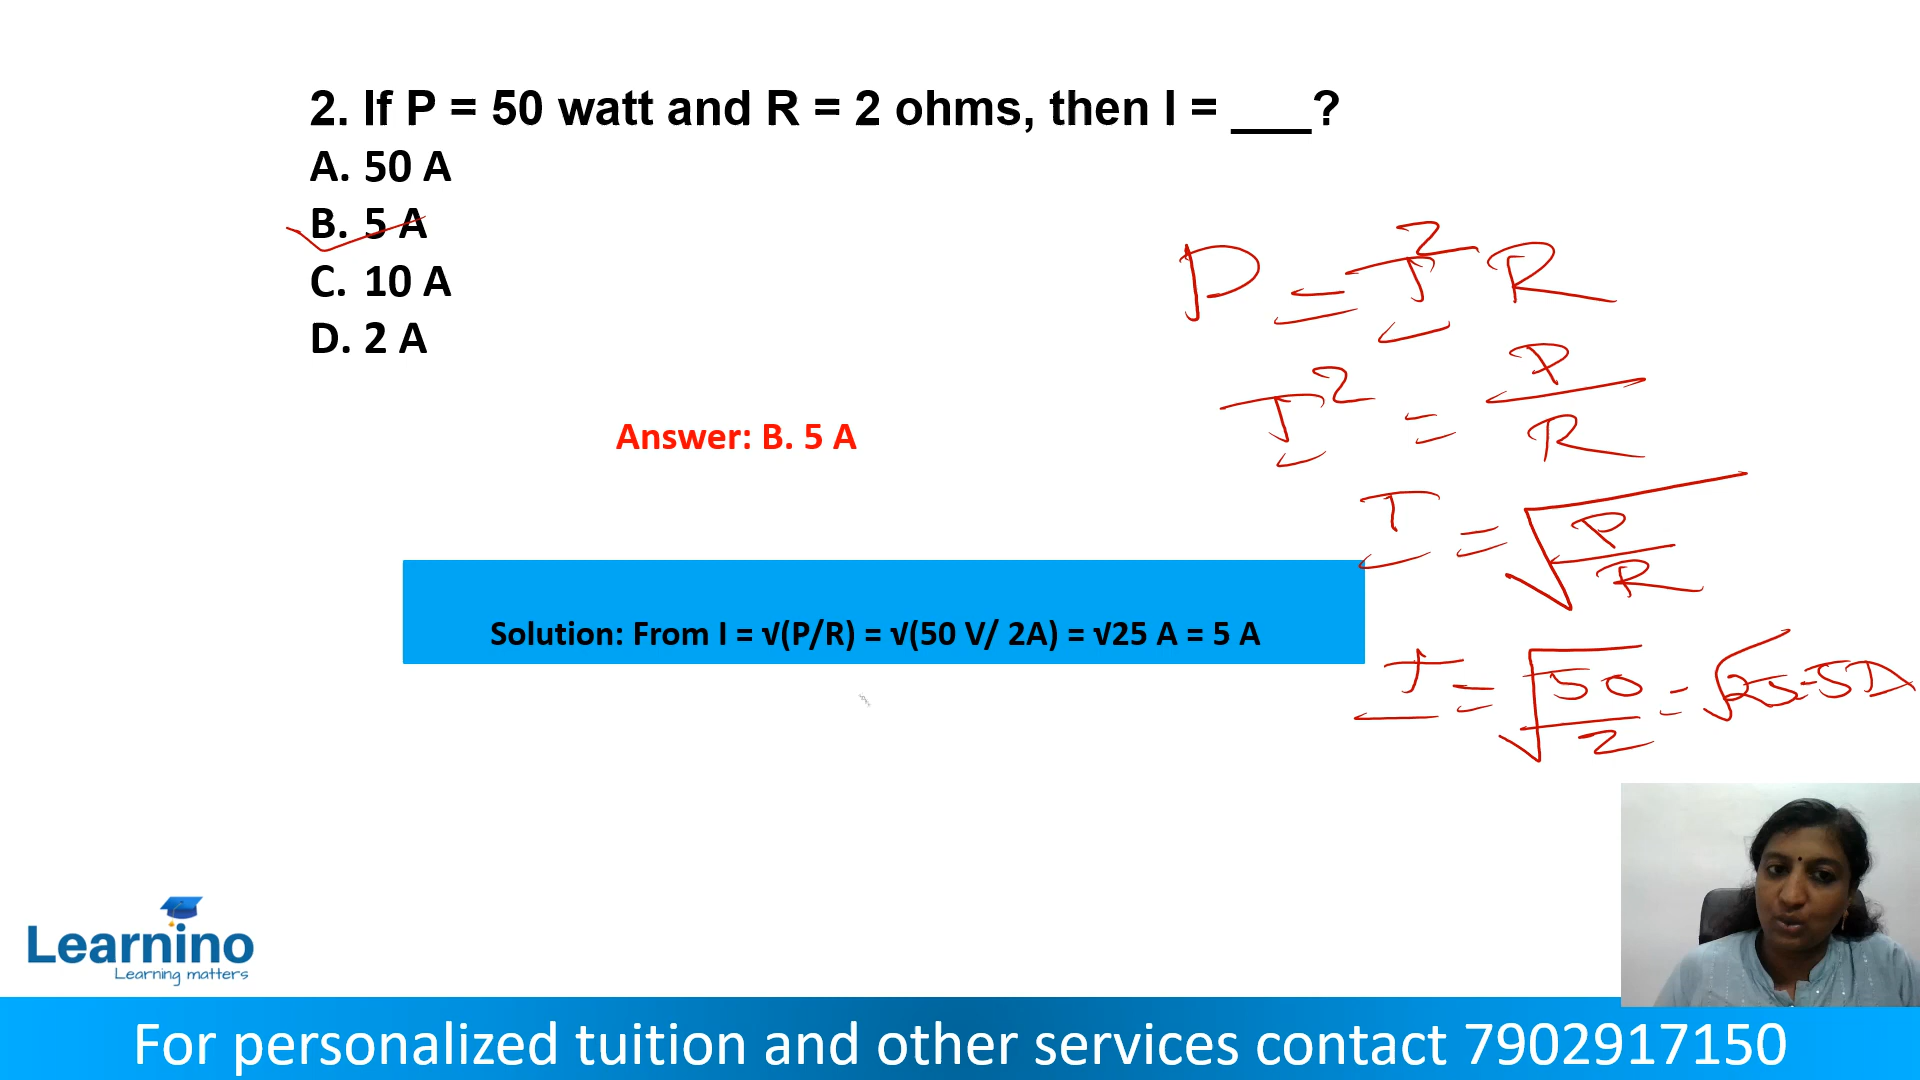 2. If P = 50 watt and R = 2 ohms, then I = ___?
A. 50 A
B. 5 A
C. 10 A
D. 2 A
P = I² R
I² = P/R
Answer: B. 5 A
I = √(P/R)
Solution: From I = √(P/R) = √(50 V/ 2A) = √25 A = 5 A
I = √(50/2) = √25 = 5A
Learnino
Learning matters
For personalized tuition and other services contact 7902917150